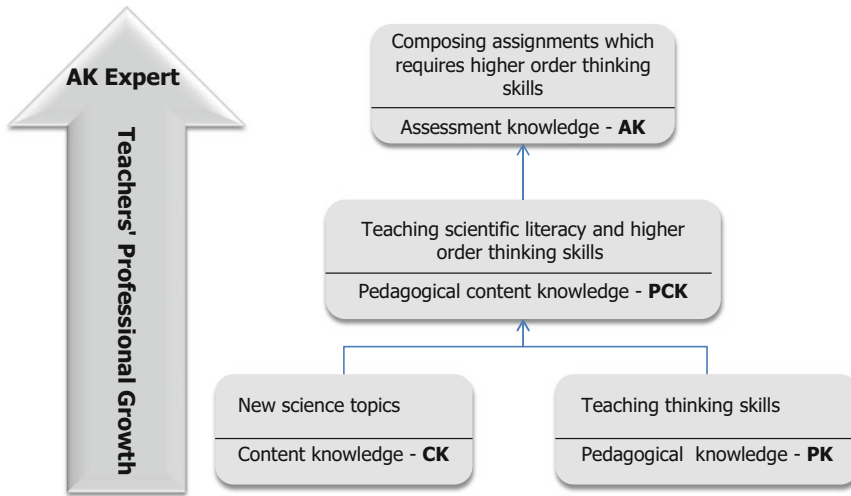 AK Expert
Teachers' Professional Growth
Composing assignments which
requires higher order thinking
skills
Assessment knowledge - AK
Teaching scientific literacy and higher
order thinking skills
Pedagogical content knowledge - PCK
New science topics
Content knowledge - CK
Teaching thinking skills
Pedagogical knowledge - PK